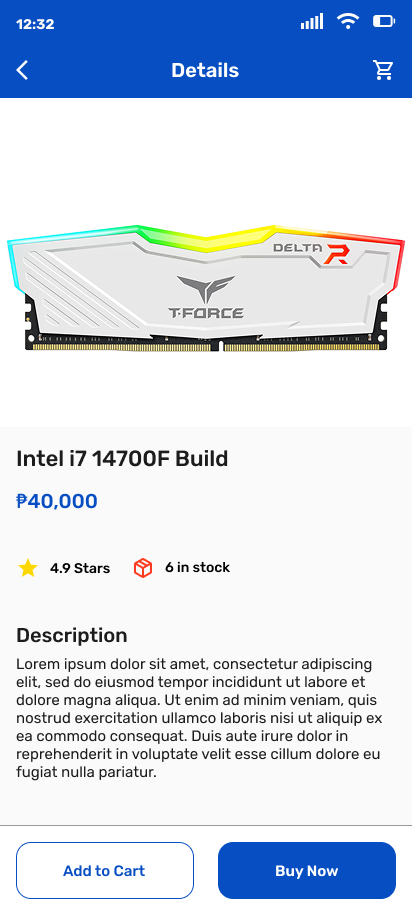 12:32
Details
DELTA R
T-FORCE
Intel i7 14700F Build
₱40,000
4.9 Stars
6 in stock
Description
Lorem ipsum dolor sit amet, consectetur adipiscing
elit, sed do eiusmod tempor incididunt ut labore et
dolore magna aliqua. Ut enim ad minim veniam, quis
nostrud exercitation ullamco laboris nisi ut aliquip ex
ea commodo consequat. Duis aute irure dolor in
reprehenderit in voluptate velit esse cillum dolore eu
fugiat nulla pariatur.
Add to Cart
Buy Now